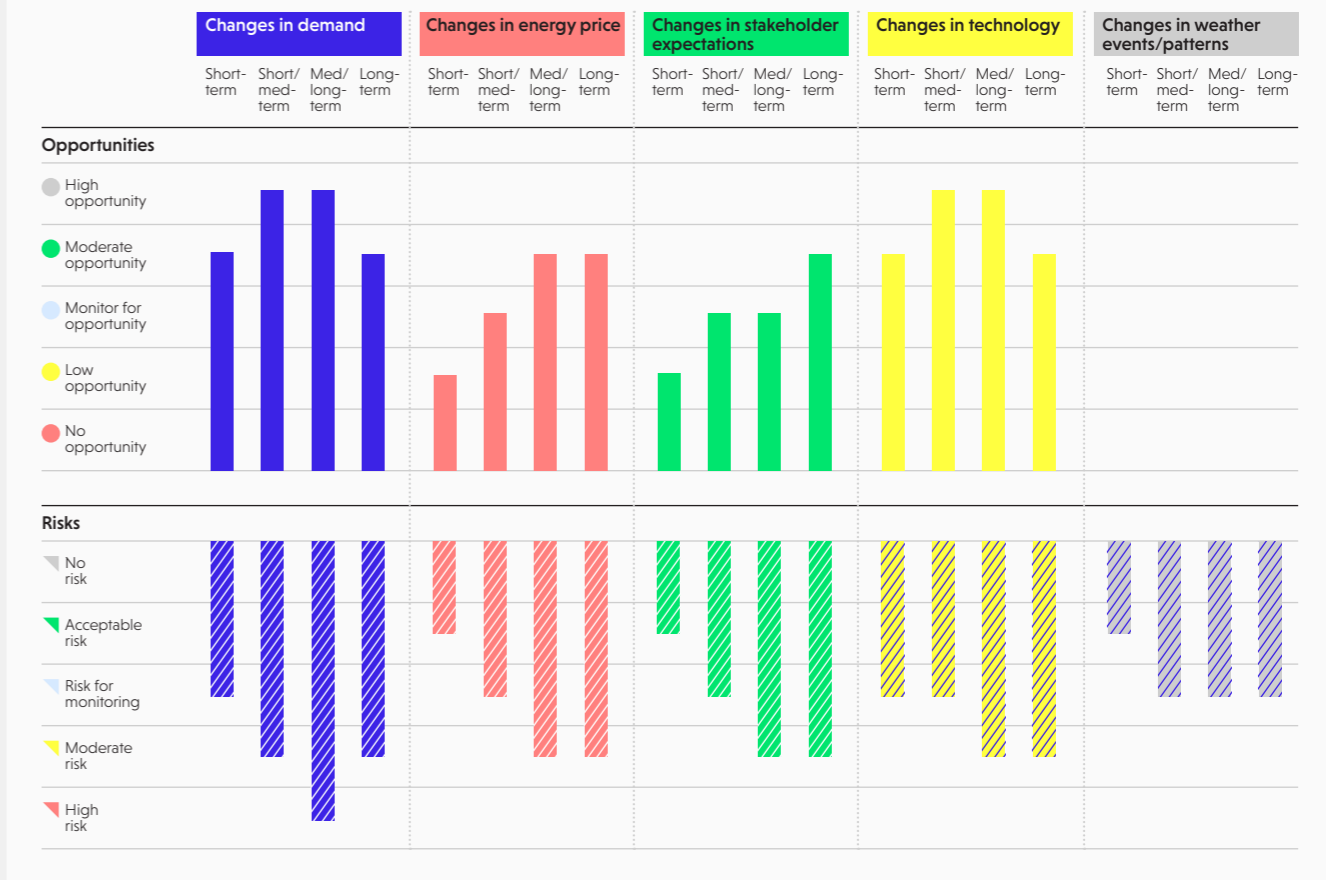 Changes in demand
Changes in energy price
Changes in stakeholder
expectations
Changes in technology
Changes in weather
events/patterns
Short-
term
Short/
med-
term
Med/
long-
term
Long-
term
Short-
term
Short/
med-
term
Med/
long-
term
Long-
term
Short-
term
Short/
med-
term
Med/
long-
term
Long-
term
Short-
term
Short/
med-
term
Med/
long-
term
Long-
term
Short-
term
Short/
med-
term
Med/
long-
term
Long-
term
Opportunities
High
opportunity
Moderate
opportunity
Monitor for
opportunity
Low
opportunity
No
opportunity
Risks
No
risk
Acceptable
risk
Risk for
monitoring
Moderate
risk
High
risk